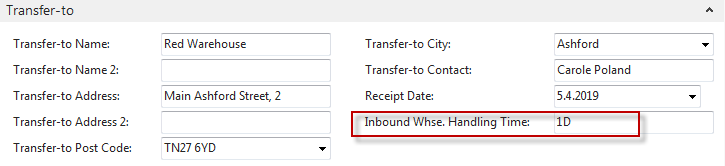 Transfer-to
Transfer-to Name: Red Warehouse
Transfer-to Name 2:
Transfer-to Address: Main Ashford Street, 2
Transfer-to Address 2:
Transfer-to Post Code: TN27 6YD
Transfer-to City: Ashford
Transfer-to Contact: Carole Poland
Receipt Date: 5.4.2019
Inbound Whse. Handling Time: 1D